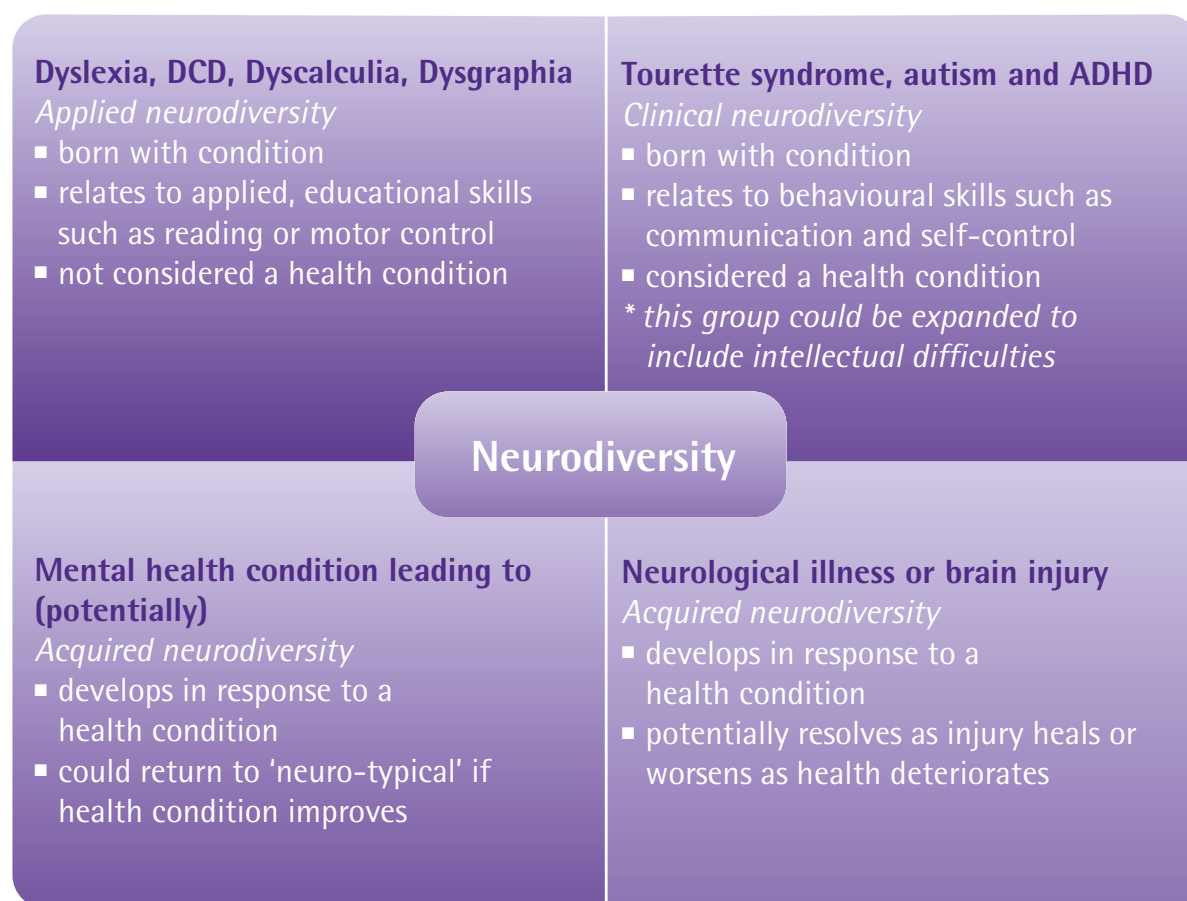 Dyslexia, DCD, Dyscalculia, Dysgraphia
Applied neurodiversity
▪ born with condition
▪ relates to applied, educational skills
such as reading or motor control
▪ not considered a health condition
Tourette syndrome, autism and ADHD
Clinical neurodiversity
▪ born with condition
▪ relates to behavioural skills such as
communication and self-control
▪ considered a health condition
* this group could be expanded to
include intellectual difficulties
Neurodiversity
Mental health condition leading to
(potentially)
Acquired neurodiversity
▪ develops in response to a
health condition
▪ could return to ‘neuro-typical’ if
health condition improves
Neurological illness or brain injury
Acquired neurodiversity
▪ develops in response to a
health condition
▪ potentially resolves as injury heals or
worsens as health deteriorates